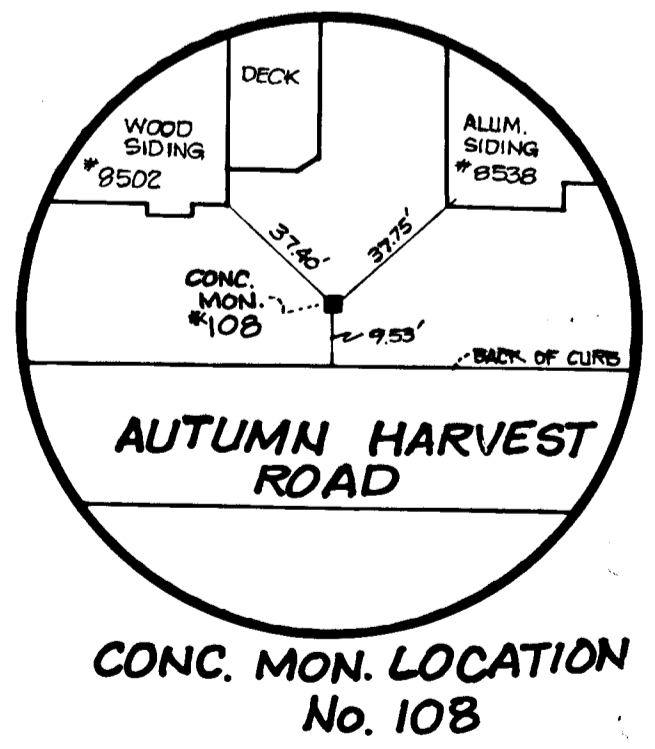 DECK
WOOD
SIDING
#8502
ALUM.
SIDING
#8538
37.40'
37.75'
CONC.
MON.
#108
9.53'
BACK OF CURB
AUTUMN HARVEST
ROAD
CONC. MON. LOCATION
No. 108